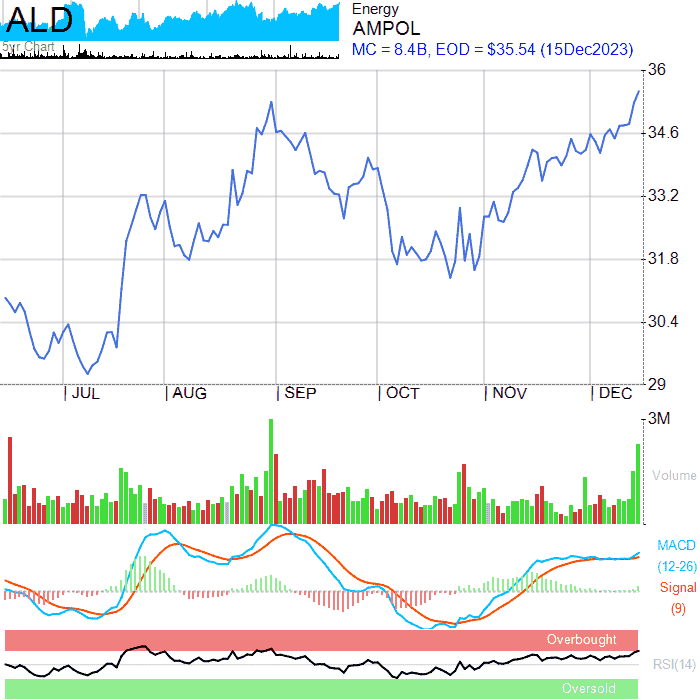 ALD
5yr Chart
Energy
AMPOL
MC = 8.4B, EOD = $35.54 (15Dec2023)
36
34.6
33.2
31.8
30.4
29
JUL
AUG
SEP
OCT
NOV
DEC
3M
Volume
MACD
(12-26)
Signal
(9)
Overbought
RSI(14)
Oversold